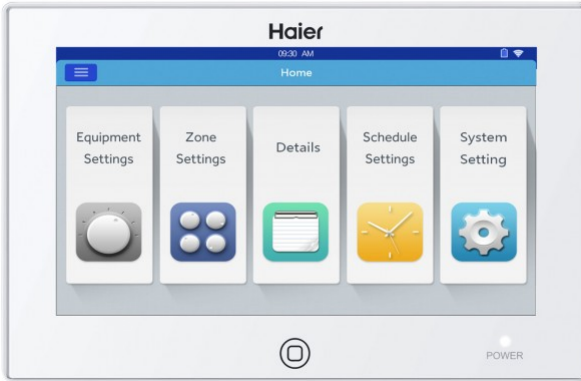 Haier
09:30 AM
Home
Equipment
Settings
Zone
Settings
Details
Schedule
Settings
System
Setting
POWER